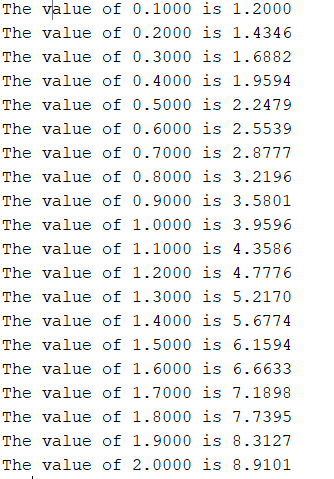 The value of 0.1000 is 1.2000
The value of 0.2000 is 1.4346
The value of 0.3000 is 1.6882
The value of 0.4000 is 1.9594
The value of 0.5000 is 2.2479
The value of 0.6000 is 2.5539
The value of 0.7000 is 2.8777
The value of 0.8000 is 3.2196
The value of 0.9000 is 3.5801
The value of 1.0000 is 3.9596
The value of 1.1000 is 4.3586
The value of 1.2000 is 4.7776
The value of 1.3000 is 5.2170
The value of 1.4000 is 5.6774
The value of 1.5000 is 6.1594
The value of 1.6000 is 6.6633
The value of 1.7000 is 7.1898
The value of 1.8000 is 7.7395
The value of 1.9000 is 8.3127
The value of 2.0000 is 8.9101